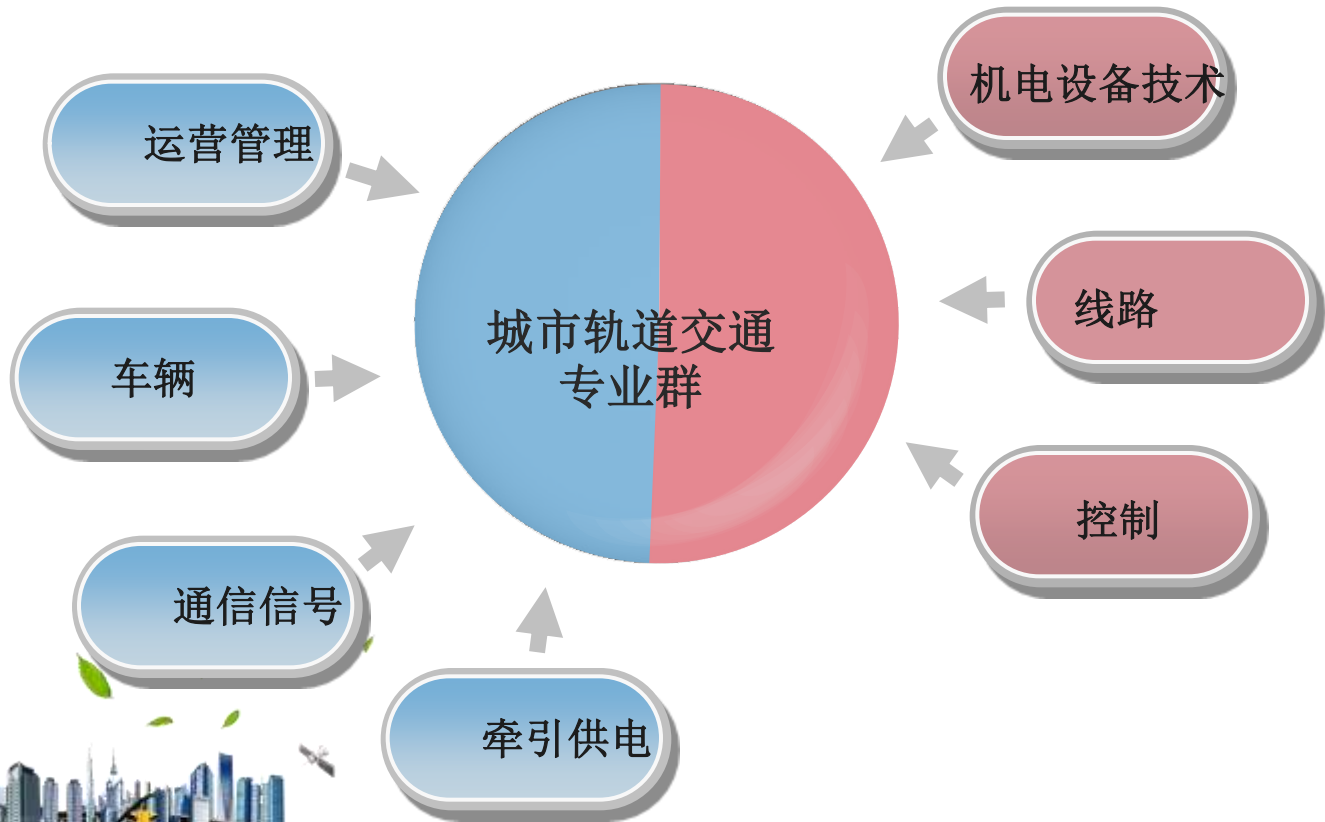 机电设备技术
运营管理
线路
城市轨道交通
专业群
车辆
控制
通信信号
牵引供电